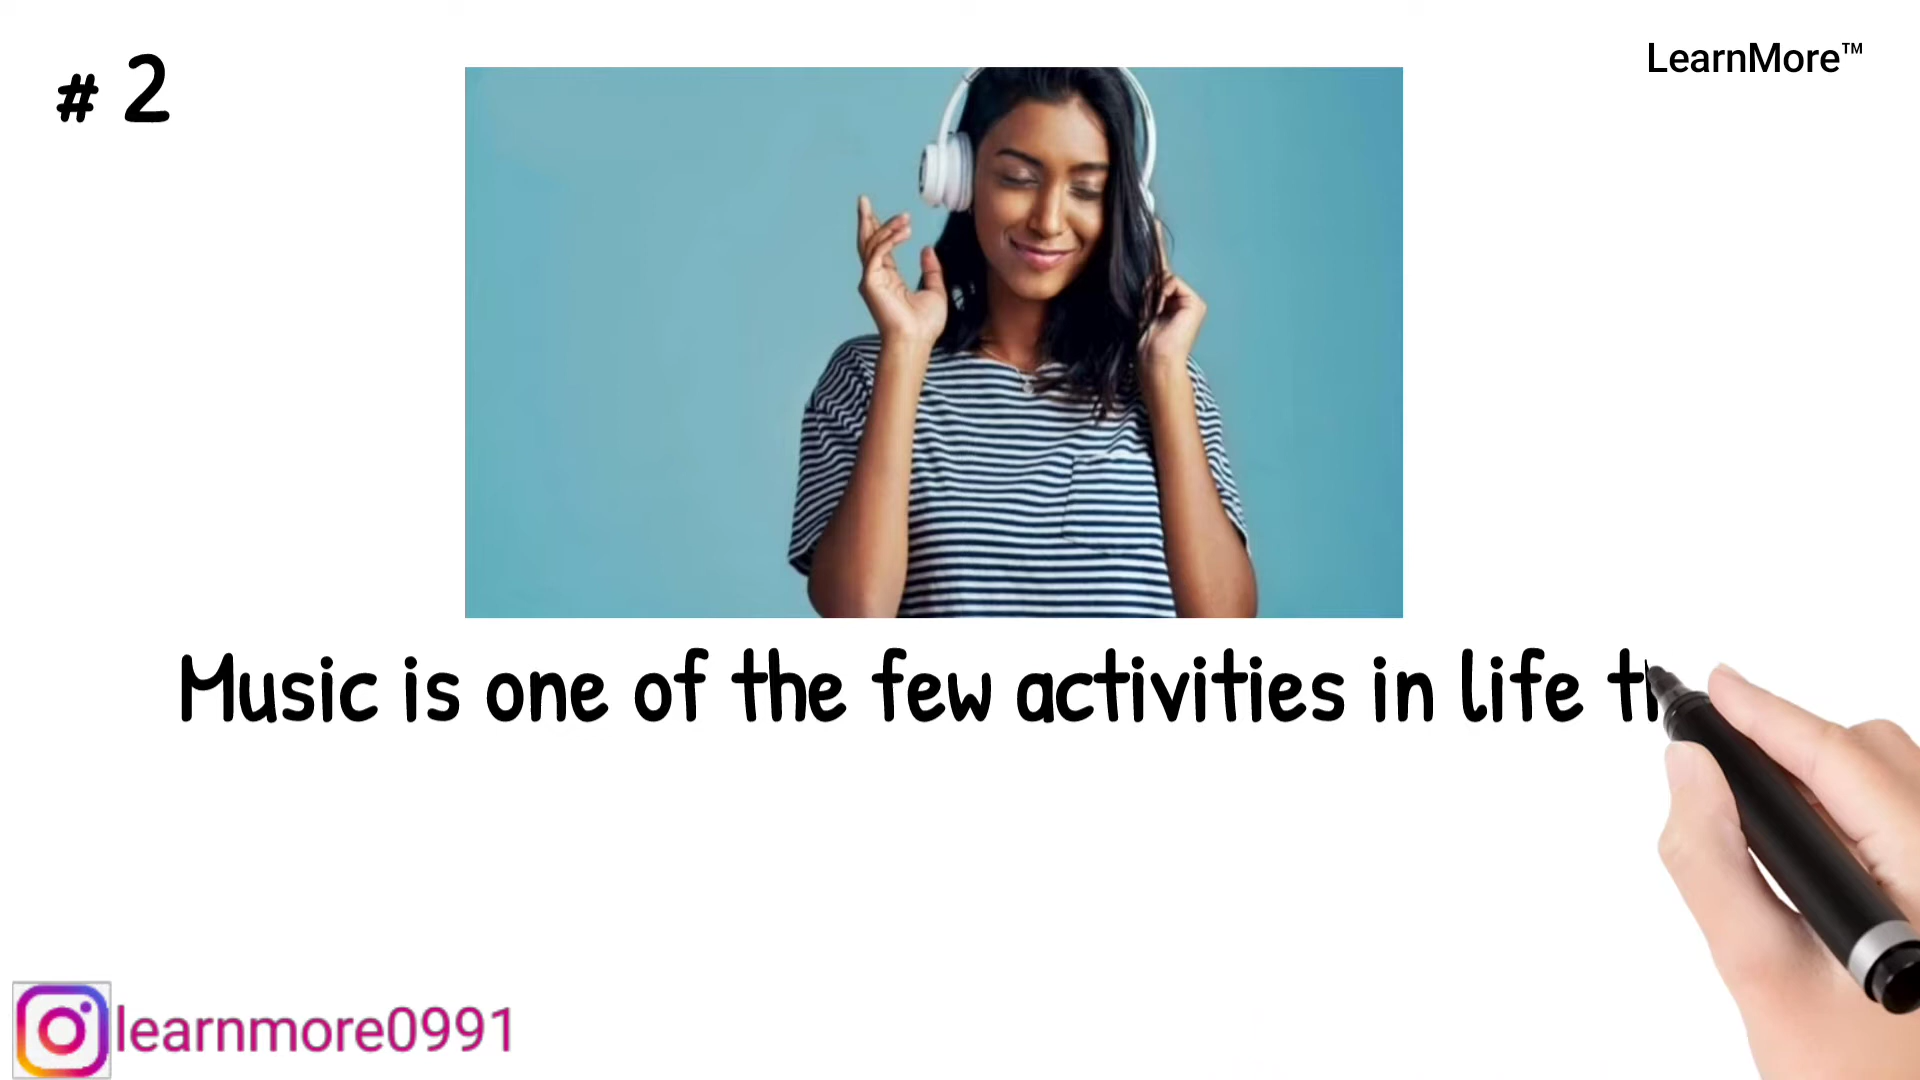 # 2
LearnMore™
Music is one of the few activities in life
learnmore0991